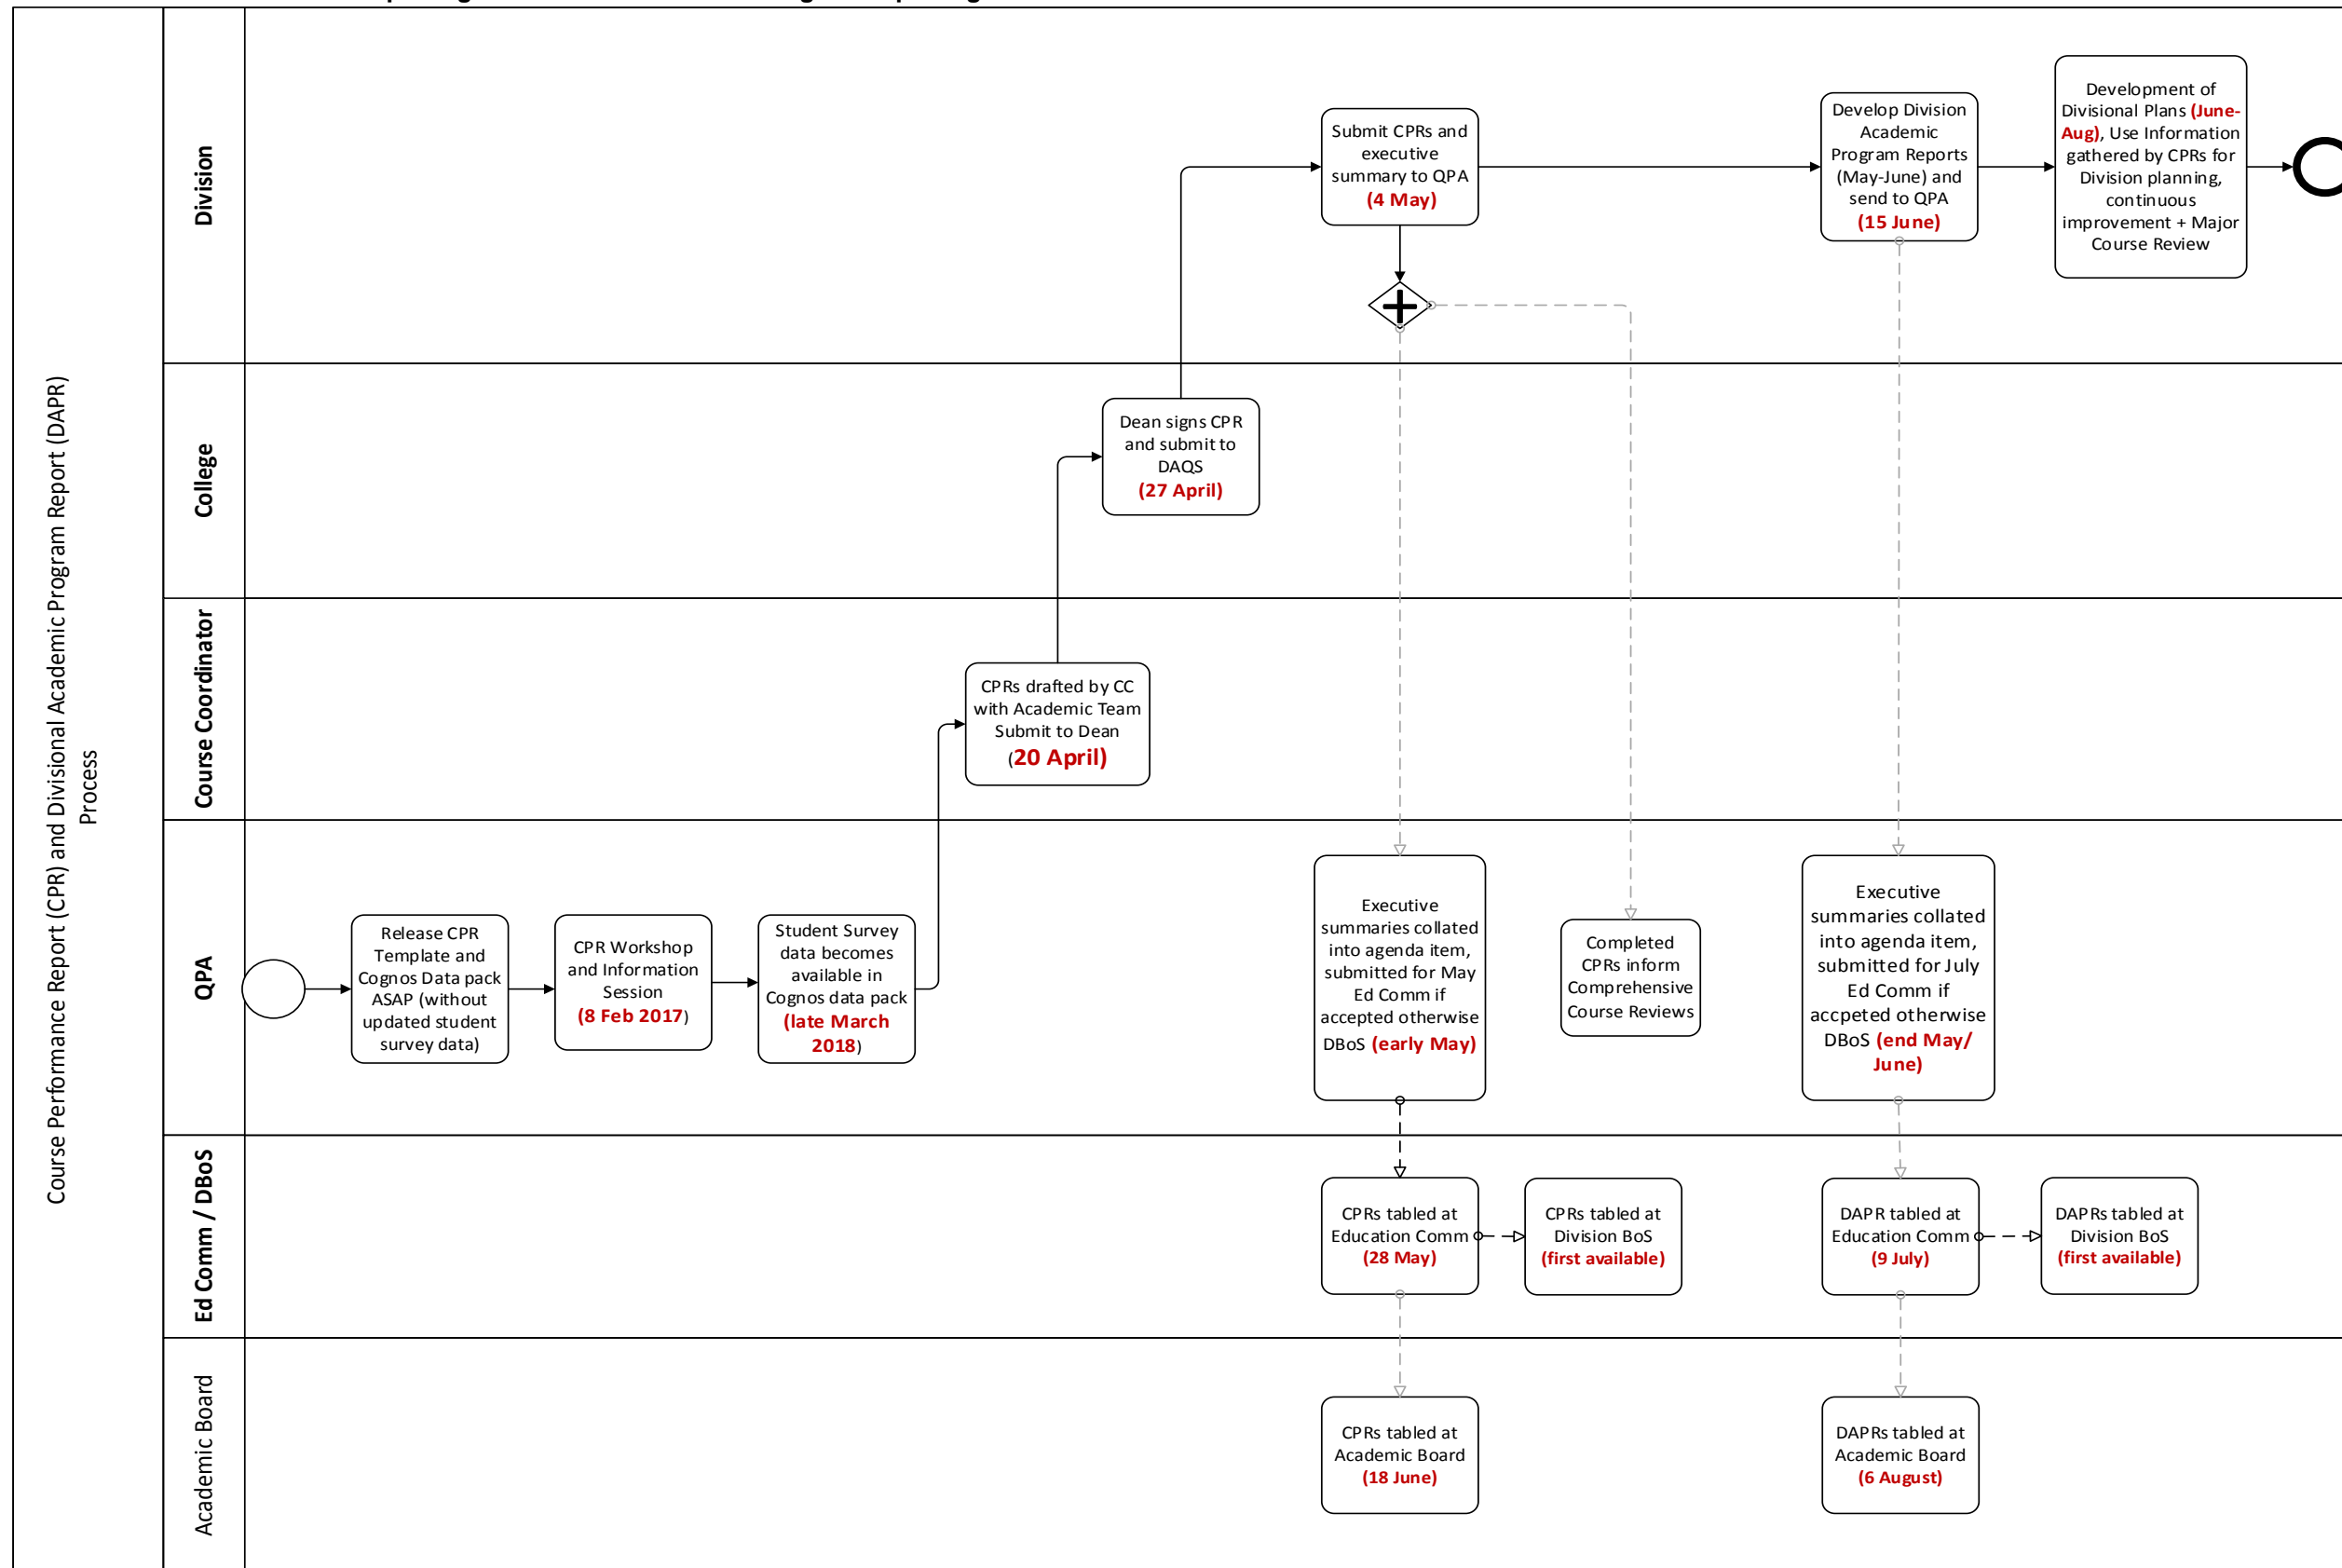 Course Performance Report (CPR) and Divisional Academic Program Report (DAPR)
Process
Division
Submit CPRs and
executive
summary to QPA
(4 May)
Develop Division
Academic
Program Reports
(May-June) and
send to QPA
(15 June)
Development of
Divisional Plans (June-
Aug), Use Information
gathered by CPRs for
Division planning,
continuous
improvement + Major
Course Review
College
Dean signs CPR
and submit to
DAQS
(27 April)
Course Coordinator
CPRs drafted by CC
with Academic Team
Submit to Dean
(20 April)
QPA
Release CPR
Template and
Cognos Data pack
ASAP (without
updated student
survey data)
CPR Workshop
and Information
Session
(8 Feb 2017)
Student Survey
data becomes
available in
Cognos data pack
(late March
2018)
Executive
summaries collated
into agenda item,
submitted for May
Ed Comm if
accepted otherwise
DBoS (early May)
Completed
CPRs inform
Comprehensive
Course Reviews
Executive
summaries collated
into agenda item,
submitted for July
Ed Comm if
accpeted otherwise
DBoS (end May/
June)
Ed Comm / DBoS
CPRs tabled at
Education Comm
(28 May)
CPRs tabled at
Division BoS
(first available)
DAPR tabled at
Education Comm
(9 July)
DAPRs tabled at
Division BoS
(first available)
Academic Board
CPRs tabled at
Academic Board
(18 June)
DAPRs tabled at
Academic Board
(6 August)